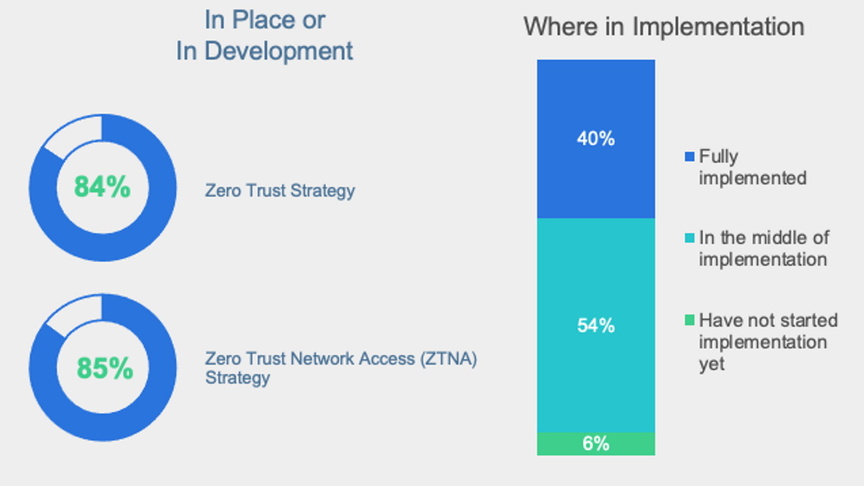 In Place or
In Development
84%
Zero Trust Strategy
85%
Zero Trust Network Access (ZTNA)
Strategy
Where in Implementation
40%
54%
6%
Fully
implemented
In the middle of
implementation
Have not started
implementation
yet